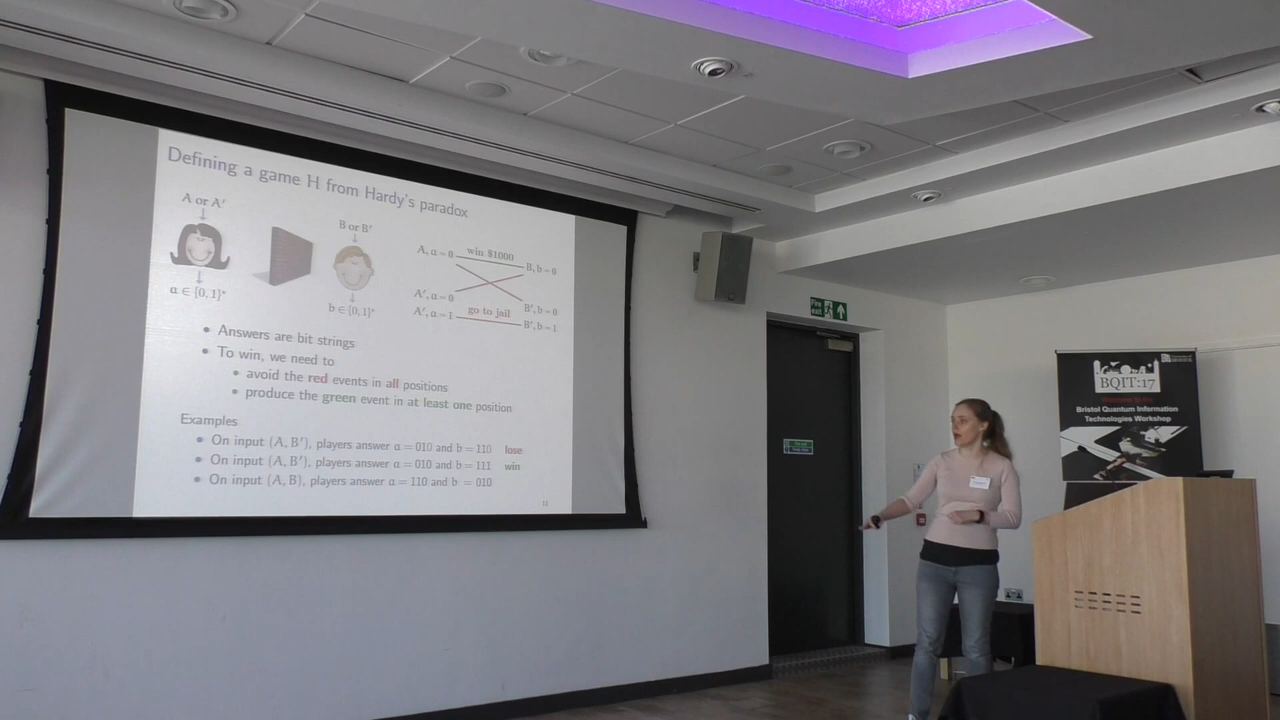 Defining a game H from Hardy's paradox
A or A′
B or B′
a ∈ {0, 1}*
b ∈ {0, 1}*
A, a = 0 win $1000 B, b = 0
A′, a = 0 B′, b = 0
A′, a = 1 go to jail B′, b = 1
• Answers are bit strings
• To win, we need to
• avoid the red events in all positions
• produce the green event in at least one position
Examples
• On input (A, B′), players answer a = 010 and b = 110 lose
• On input (A, B′), players answer a = 010 and b = 111 win
• On input (A, B), players answer a = 110 and b = 010
Fire
exit
BQIT:17
Welcome to the
Bristol Quantum Information
Technologies Workshop